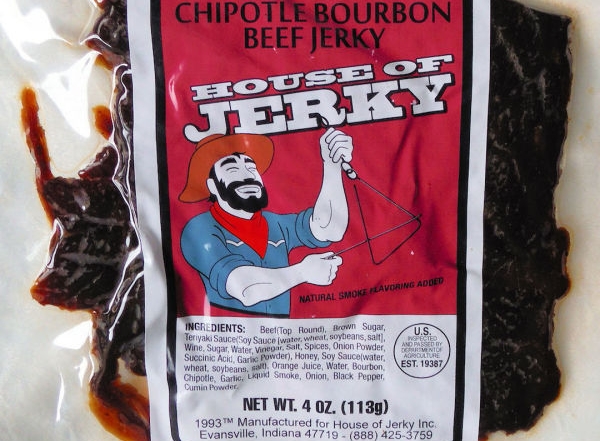 CHIPOTLE BOURBON
BEEF JERKY
HOUSE OF
JERKY
NATURAL SMOKE FLAVORING ADDED
INGREDIENTS: Beef(Top Round), Brown Sugar,
Teriyaki Sauce(Soy Sauce [water, wheat, soybeans, salt],
Wine, Sugar, Water, Vinegar, Salt, Spices, Onion Powder,
Succinic Acid, Garlic Powder), Honey, Soy Sauce(water,
wheat, soybeans, salt), Orange Juice, Water, Bourbon,
Chipotle, Garlic, Liquid Smoke, Onion, Black Pepper,
Cumin Powder.
U.S.
INSPECTED
AND PASSED BY
DEPARTMENT OF
AGRICULTURE
EST. 19387
NET WT. 4 OZ. (113g)
1993™ Manufactured for House of Jerky Inc.
Evansville, Indiana 47719 - (888) 425-3759